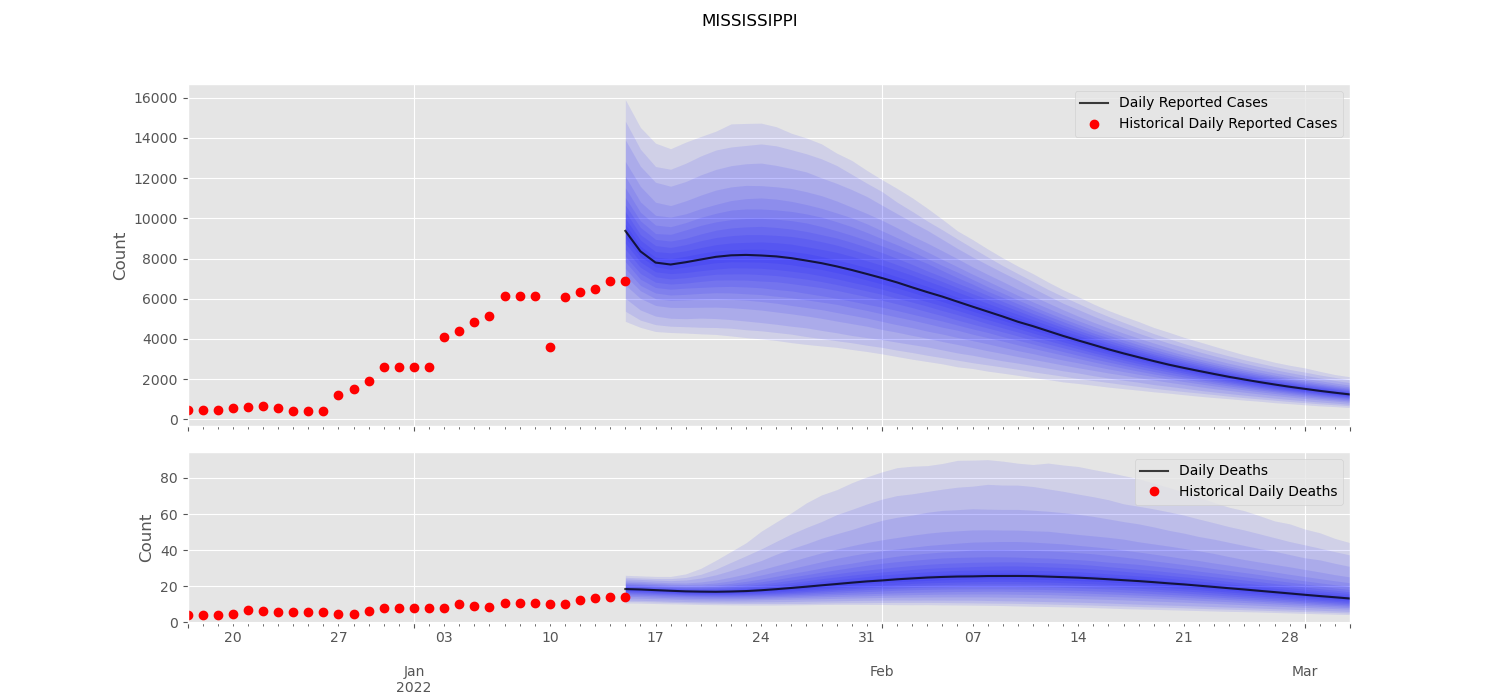 MISSISSIPPI
16000
14000
12000
10000
8000
6000
4000
2000
0
Count
Daily Reported Cases
Historical Daily Reported Cases
80
60
40
20
0
Count
Daily Deaths
Historical Daily Deaths
20 27 03 10 17 24 31 07 14 21 28
Jan Feb Mar
2022